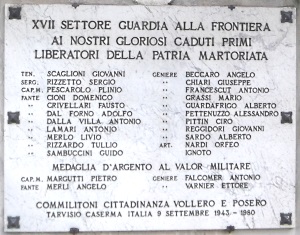 XVII SETTORE GUARDIA ALLA FRONTIERA
AI NOSTRI GLORIOSI CADUTI PRIMI
LIBERATORI DELLA PATRIA MARTORIATA
TEN. SCAGLIONI GIOVANNI
SERG. RIZZETTO SERGIO
CAP.M. PESCAROLO PLINIO
FANTE CIONI DOMENICO
» CRIVELLARI FAUSTO
» DAL FORNO ADOLFO
» DALLA VILLA ANTONIO
» LAMARI ANTONIO
» MERLO LIVIO
» RIZZARDO TULLIO
» SAMBUCCINI GUIDO
GENIERE BECCARO ANGELO
» CHIARI GIUSEPPE
» FRANCESCUT ANTONIO
» GRASSI MARIO
» GUARDAFRIGO ALBERTO
» PETTENUZZO ALESSANDRO
» PITTIN CIRO
» REGGIDORI GIOVANNI
» SARDO ALBERTO
ART. NARDI ORFEO
IGNOTO
MEDAGLIA D'ARGENTO AL VALOR MILITARE
CAP.M. MARGUTTI PIETRO
FANTE MERLI ANGELO
GENIERE FALCOMER ANTONIO
» VARNIER ETTORE
COMMILITONI CITTADINANZA VOLLERO E POSERO
TARVISIO CASERMA ITALIA 9 SETTEMBRE 1943 - 1960